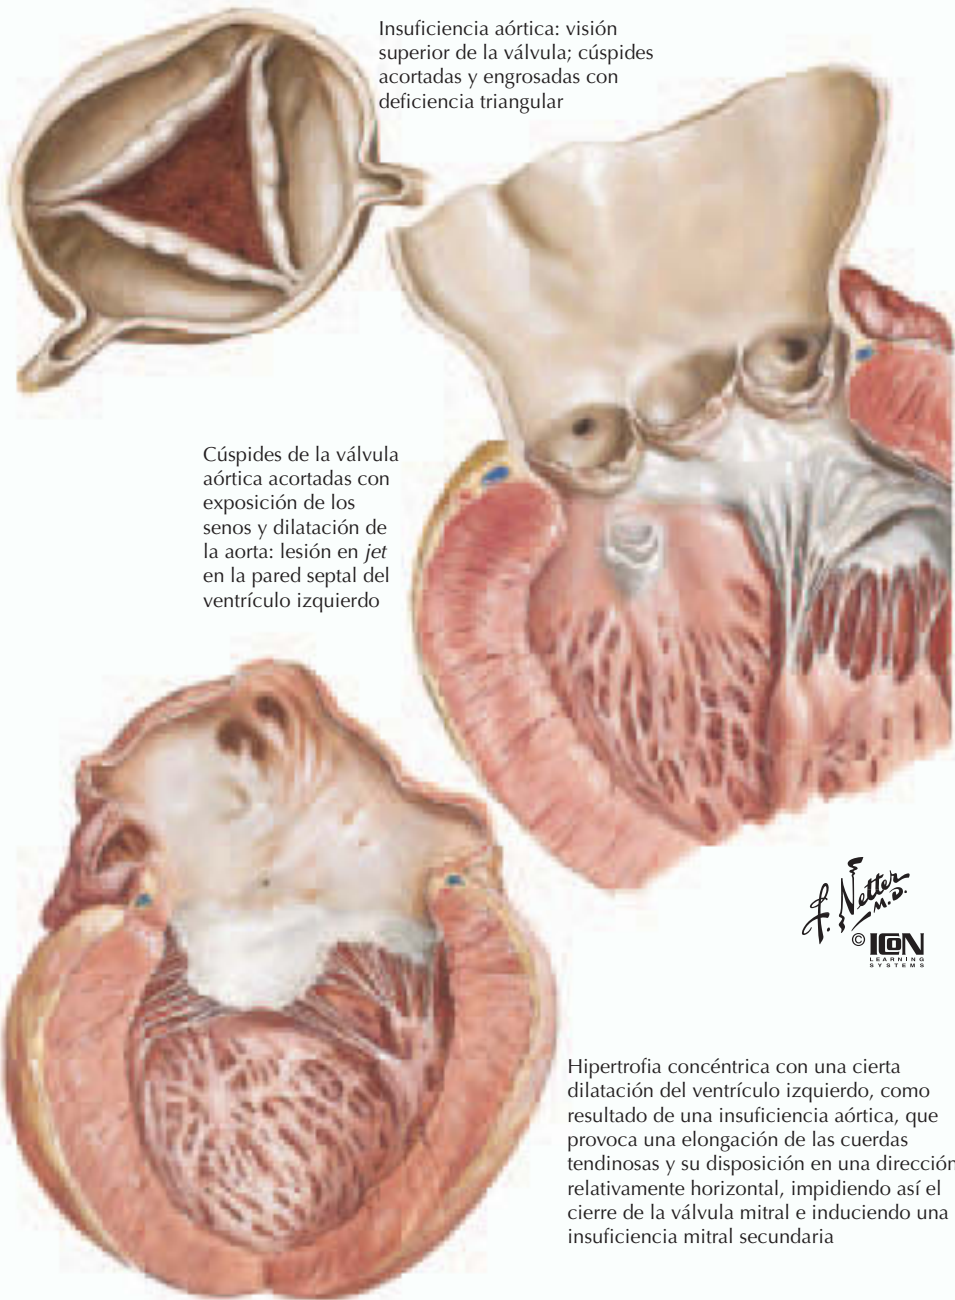 Insuficiencia aórtica: visión
superior de la válvula; cúspides
acortadas y engrosadas con
deficiencia triangular
Cúspides de la válvula
aórtica acortadas con
exposición de los
senos y dilatación de
la aorta: lesión en jet
en la pared septal del
ventrículo izquierdo
F. Netter
M.D.
© ICON
LEARNING
SYSTEMS
Hipertrofia concéntrica con una cierta
dilatación del ventrículo izquierdo, como
resultado de una insuficiencia aórtica, que
provoca una elongación de las cuerdas
tendinosas y su disposición en una dirección
relativamente horizontal, impidiendo así el
cierre de la válvula mitral e induciendo una
insuficiencia mitral secundaria